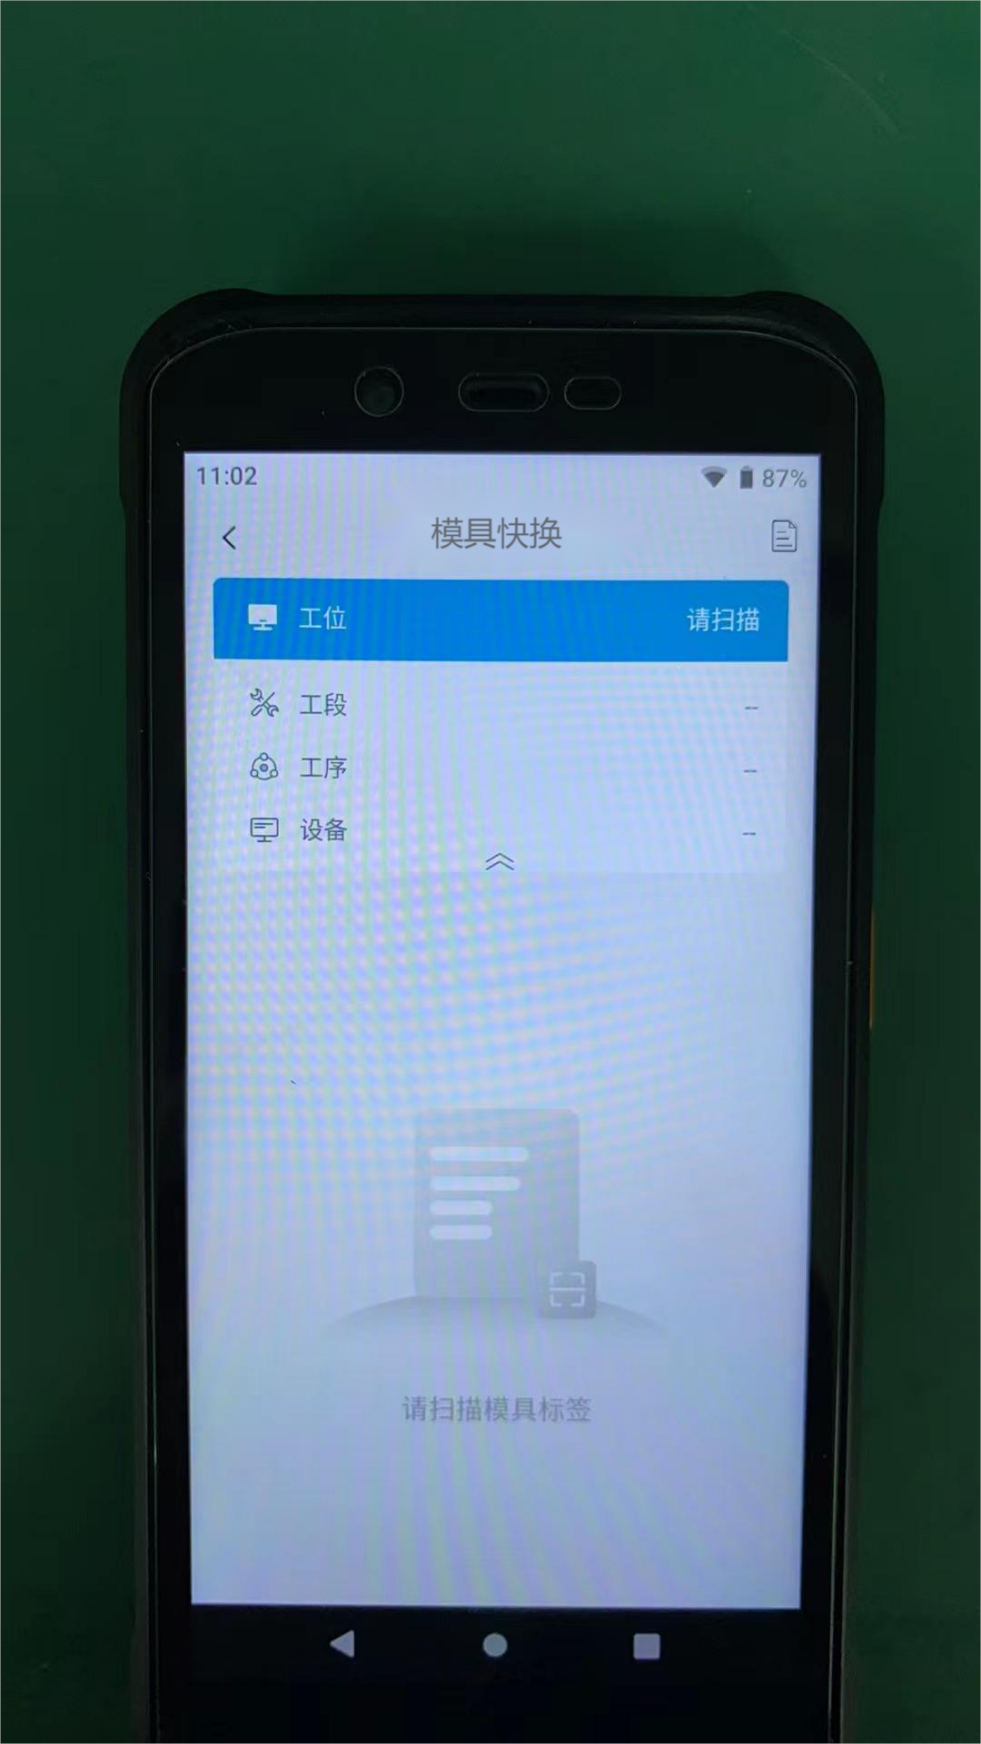 11:02 87%
模具快换
工位 请扫描
工段 --
工序 --
设备 --
请扫描模具标签